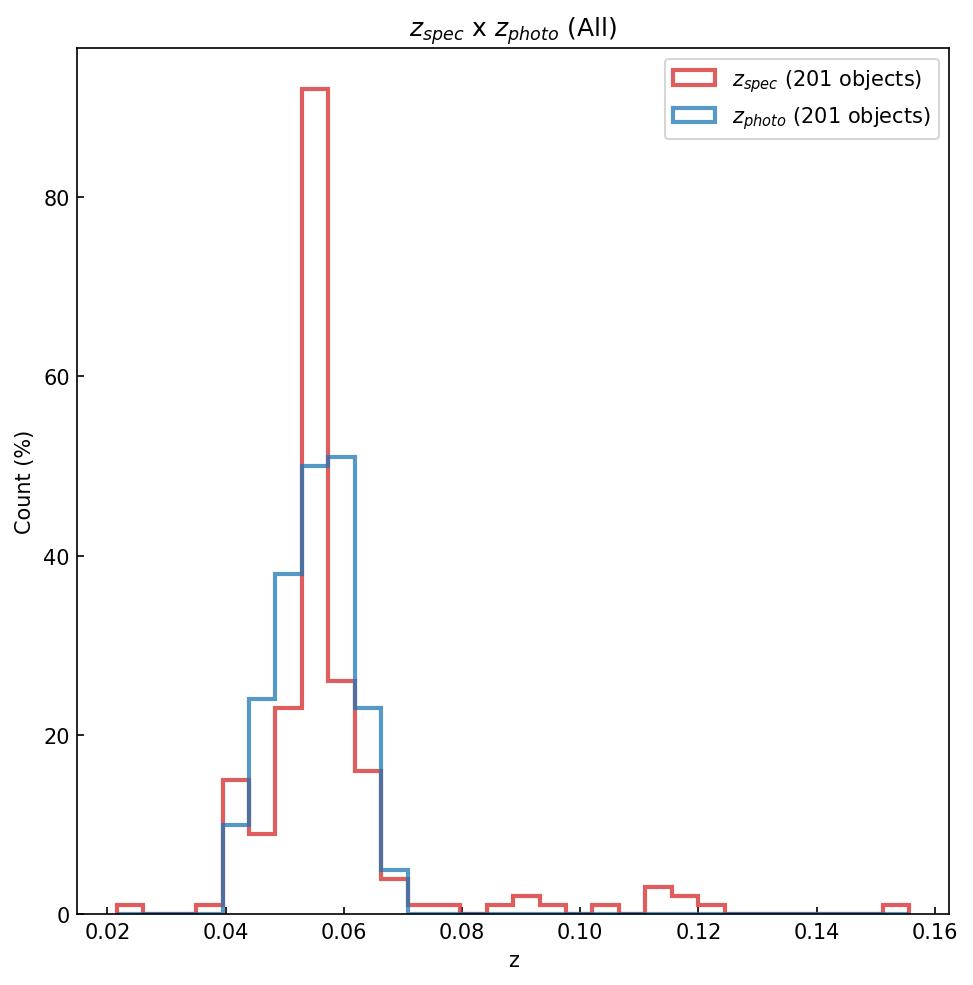 z_spec x z_photo (All)
z_spec (201 objects)
z_photo (201 objects)
Count (%)
80
60
40
20
0
0.02 0.04 0.06 0.08 0.10 0.12 0.14 0.16
z